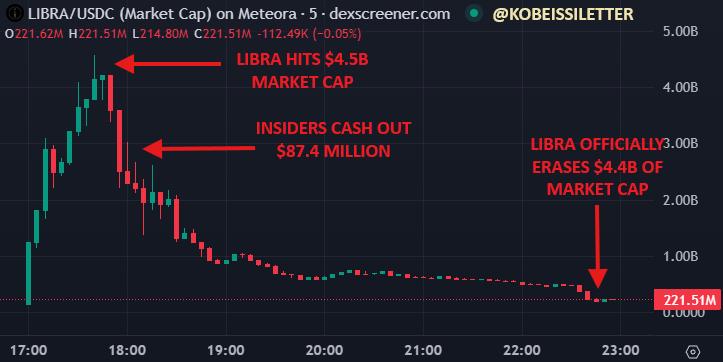 LIBRA/USDC (Market Cap) on Meteora · 5 · dexscreener.com @KOBEISSILETTER
O221.62M H221.51M L214.80M C221.51M -112.49K (-0.05%)
5.00B
LIBRA HITS $4.5B
MARKET CAP
4.00B
INSIDERS CASH OUT
$87.4 MILLION
LIBRA OFFICIALLY
3.00B
ERASES $4.4B OF
MARKET CAP
2.00B
1.00B
221.51M
0.0000
17:00 18:00 19:00 20:00 21:00 22:00 23:00